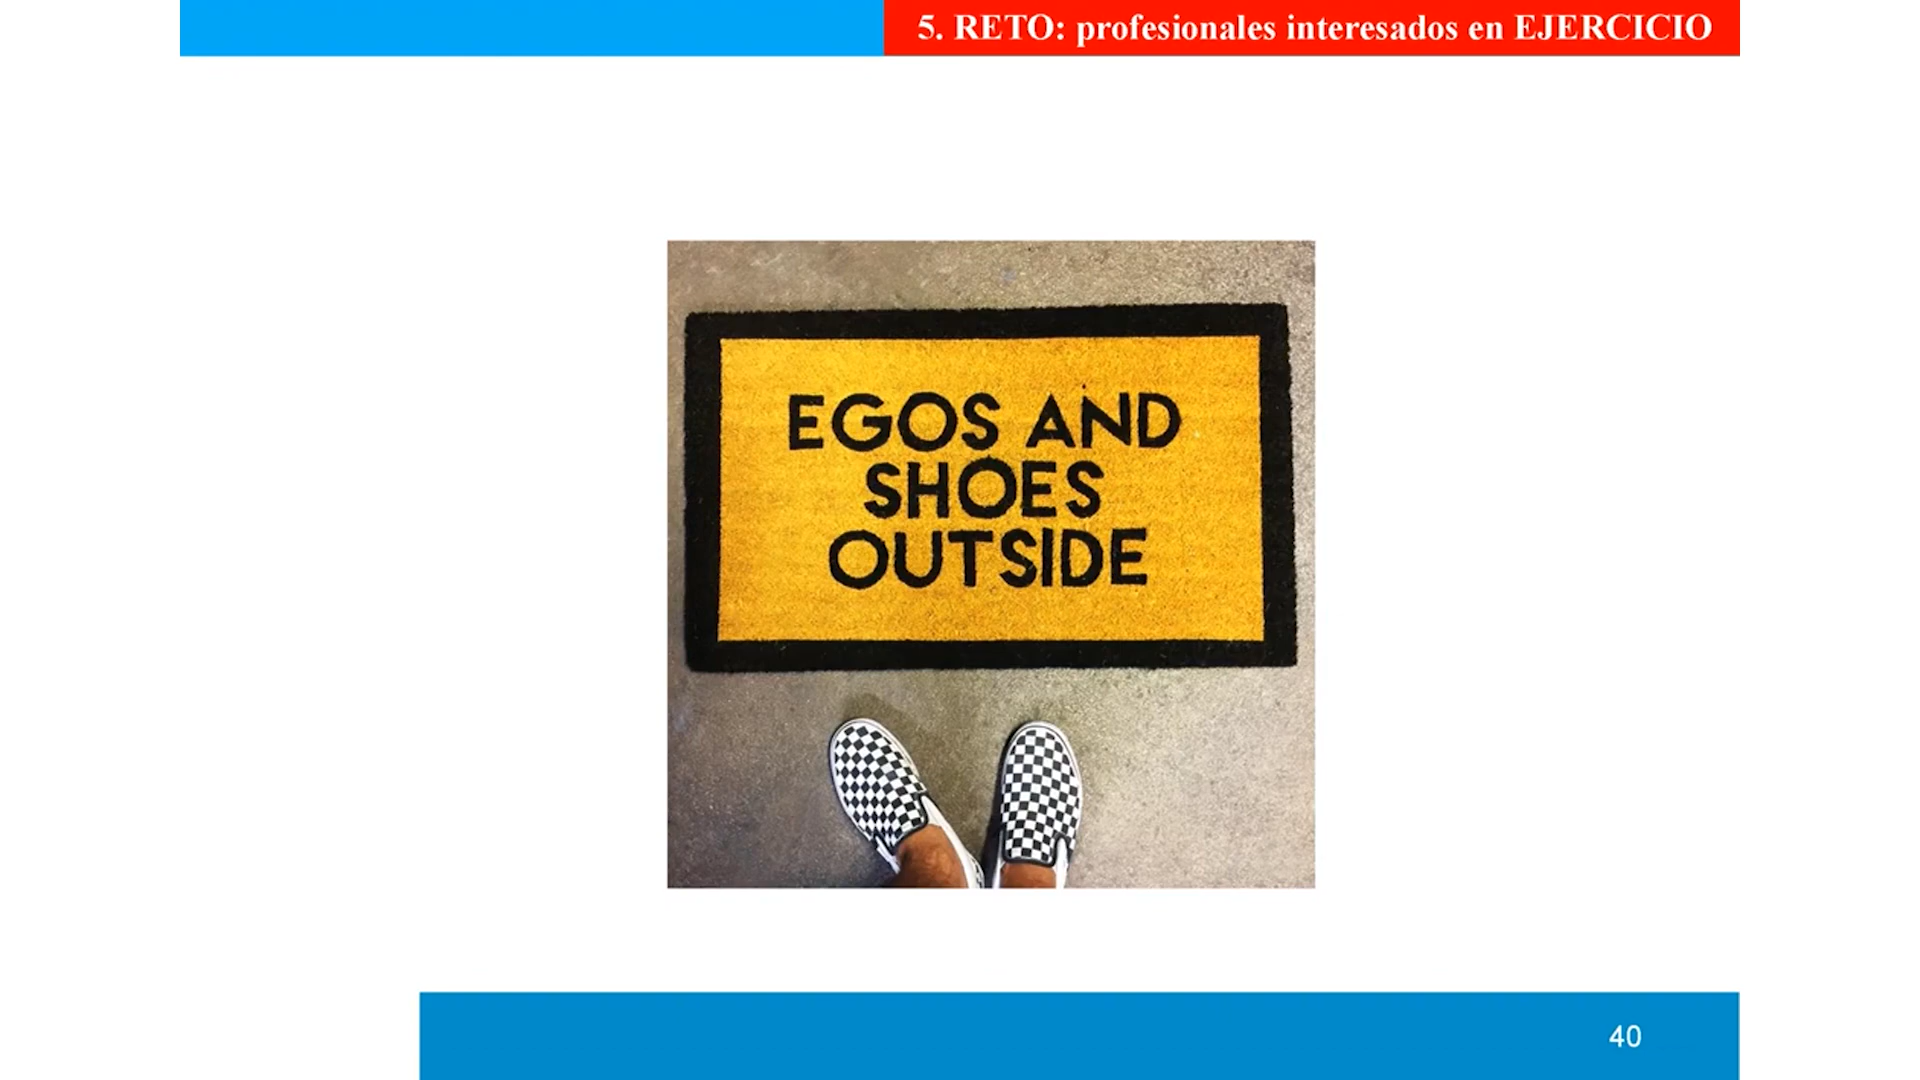 5. RETO: profesionales interesados en EJERCICIO
EGOS AND
SHOES
OUTSIDE
40